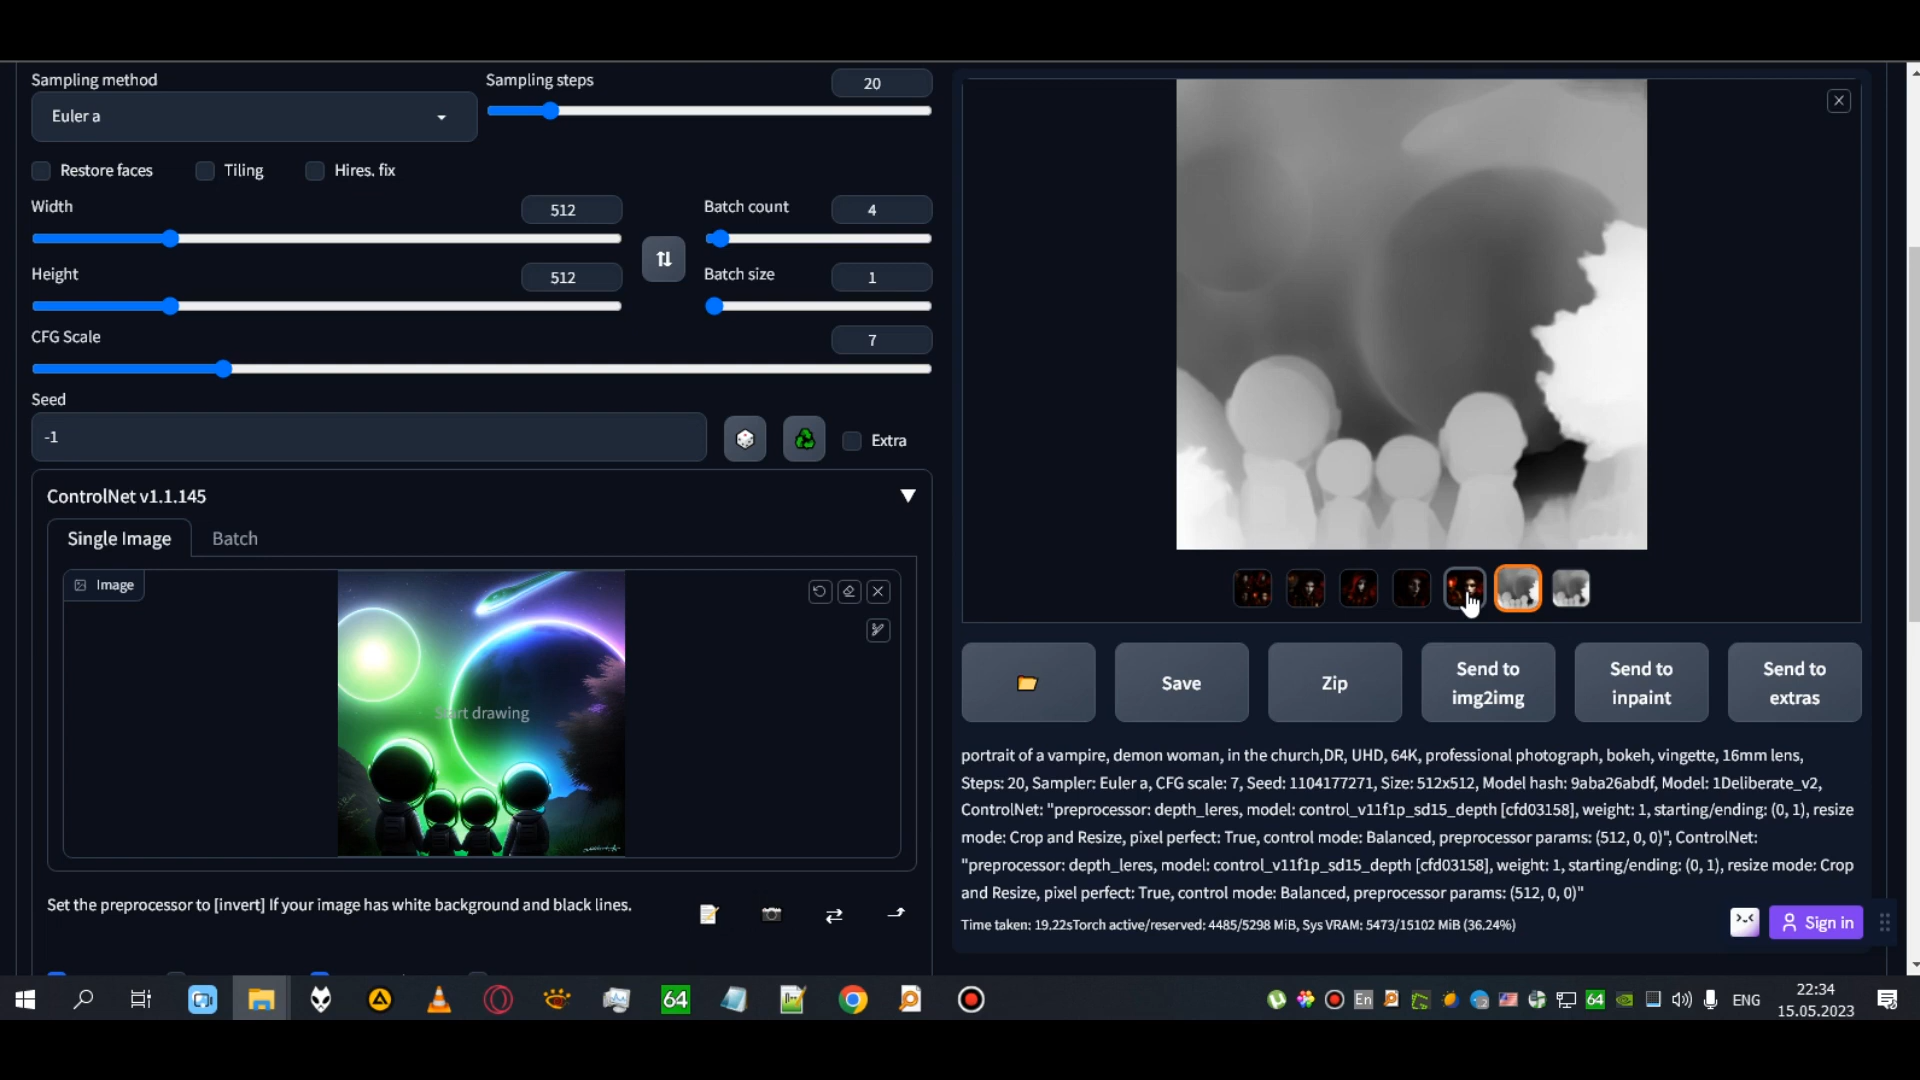 Sampling method
Euler a
Sampling steps
20
Restore faces
Tiling
Hires. fix
Width
512
Batch count
4
Height
512
Batch size
1
CFG Scale
7
Seed
-1
Extra
ControlNet v1.1.145
Single Image
Batch
Image
Start drawing
Set the preprocessor to [invert] If your image has white background and black lines.
Save
Zip
Send to
img2img
Send to
inpaint
Send to
extras
portrait of a vampire, demon woman, in the church,DR, UHD, 64K, professional photograph, bokeh, vingette, 16mm lens,
Steps: 20, Sampler: Euler a, CFG scale: 7, Seed: 1104177271, Size: 512x512, Model hash: 9aba26abdf, Model: 1Deliberate_v2,
ControlNet: "preprocessor: depth_leres, model: control_v11f1p_sd15_depth [cfd03158], weight: 1, starting/ending: (0, 1), resize
mode: Crop and Resize, pixel perfect: True, control mode: Balanced, preprocessor params: (512, 0, 0)", ControlNet:
"preprocessor: depth_leres, model: control_v11f1p_sd15_depth [cfd03158], weight: 1, starting/ending: (0, 1), resize mode: Crop
and Resize, pixel perfect: True, control mode: Balanced, preprocessor params: (512, 0, 0)"
Time taken: 19.22sTorch active/reserved: 4485/5298 MiB, Sys VRAM: 5473/15102 MiB (36.24%)
Sign in
64
En
64
ENG
22:34
15.05.2023